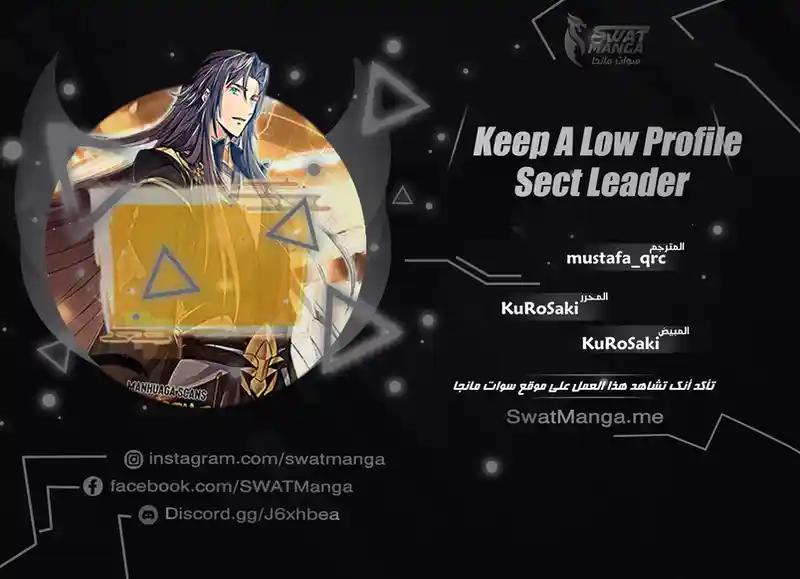 SWAT
MANGA
سوات مانجا
Keep A Low Profile
Sect Leader
المترجم
mustafa_qrc
المحرر
KuRoSaki
المبيض
KuRoSaki
تأكد أنك تشاهد هذا العمل على موقع سوات مانجا
SwatManga.me
MANHUAGA SCANS
instagram.com/swatmanga
facebook.com/SWATManga
Discord.gg/J6xhbea